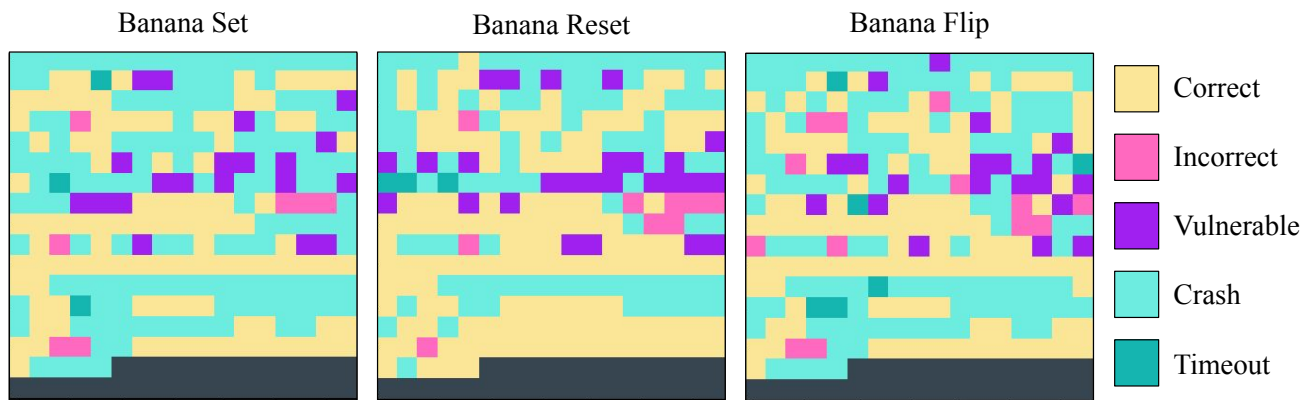 Banana Set
Banana Reset
Banana Flip
Correct
Incorrect
Vulnerable
Crash
Timeout